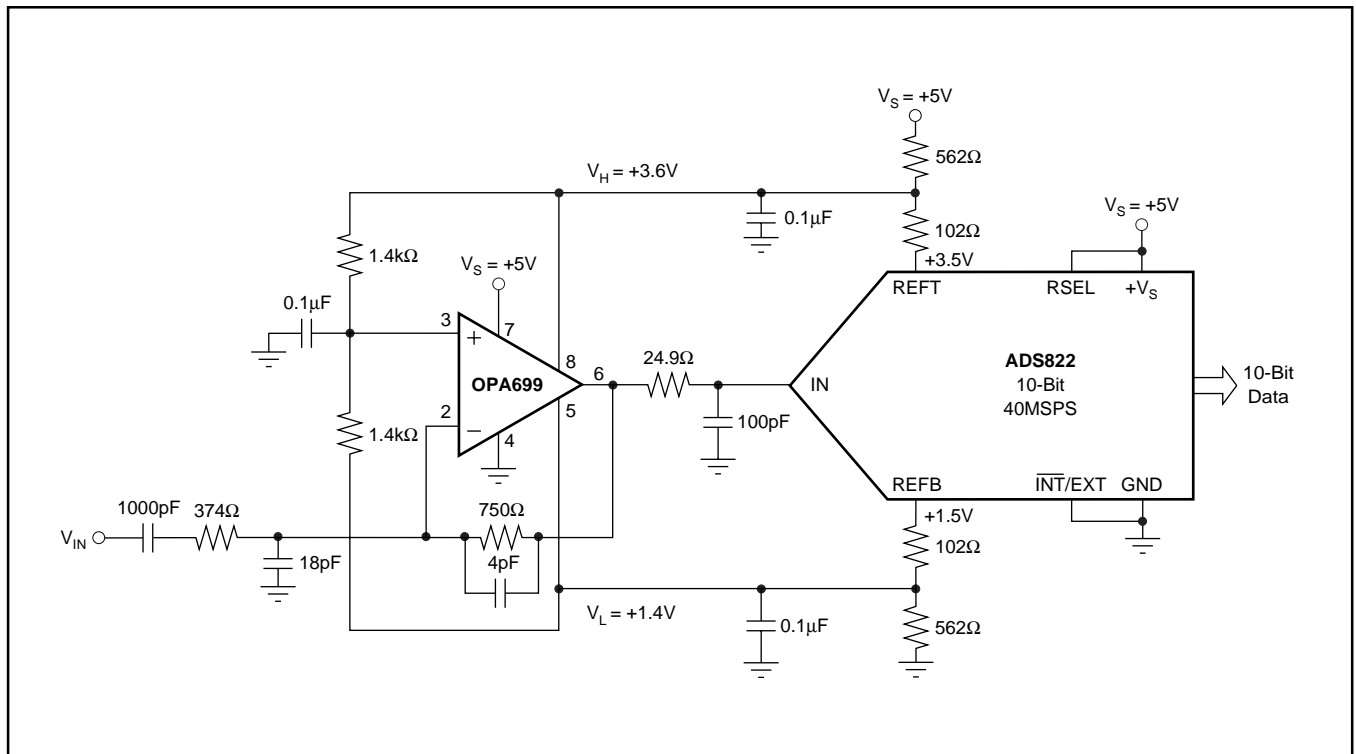 V_S = +5V
562Ω
V_H = +3.6V
0.1μF
102Ω
V_S = +5V
1.4kΩ
V_S = +5V
+3.5V
REFT
RSEL
+V_S
0.1μF
3
+
7
8
OPA699
6
24.9Ω
IN
ADS822
10-Bit
40MSPS
10-Bit
Data
2
−
5
4
100pF
1.4kΩ
REFB
INT/EXT
GND
1000pF
374Ω
750Ω
+1.5V
V_IN
18pF
4pF
102Ω
V_L = +1.4V
0.1μF
562Ω